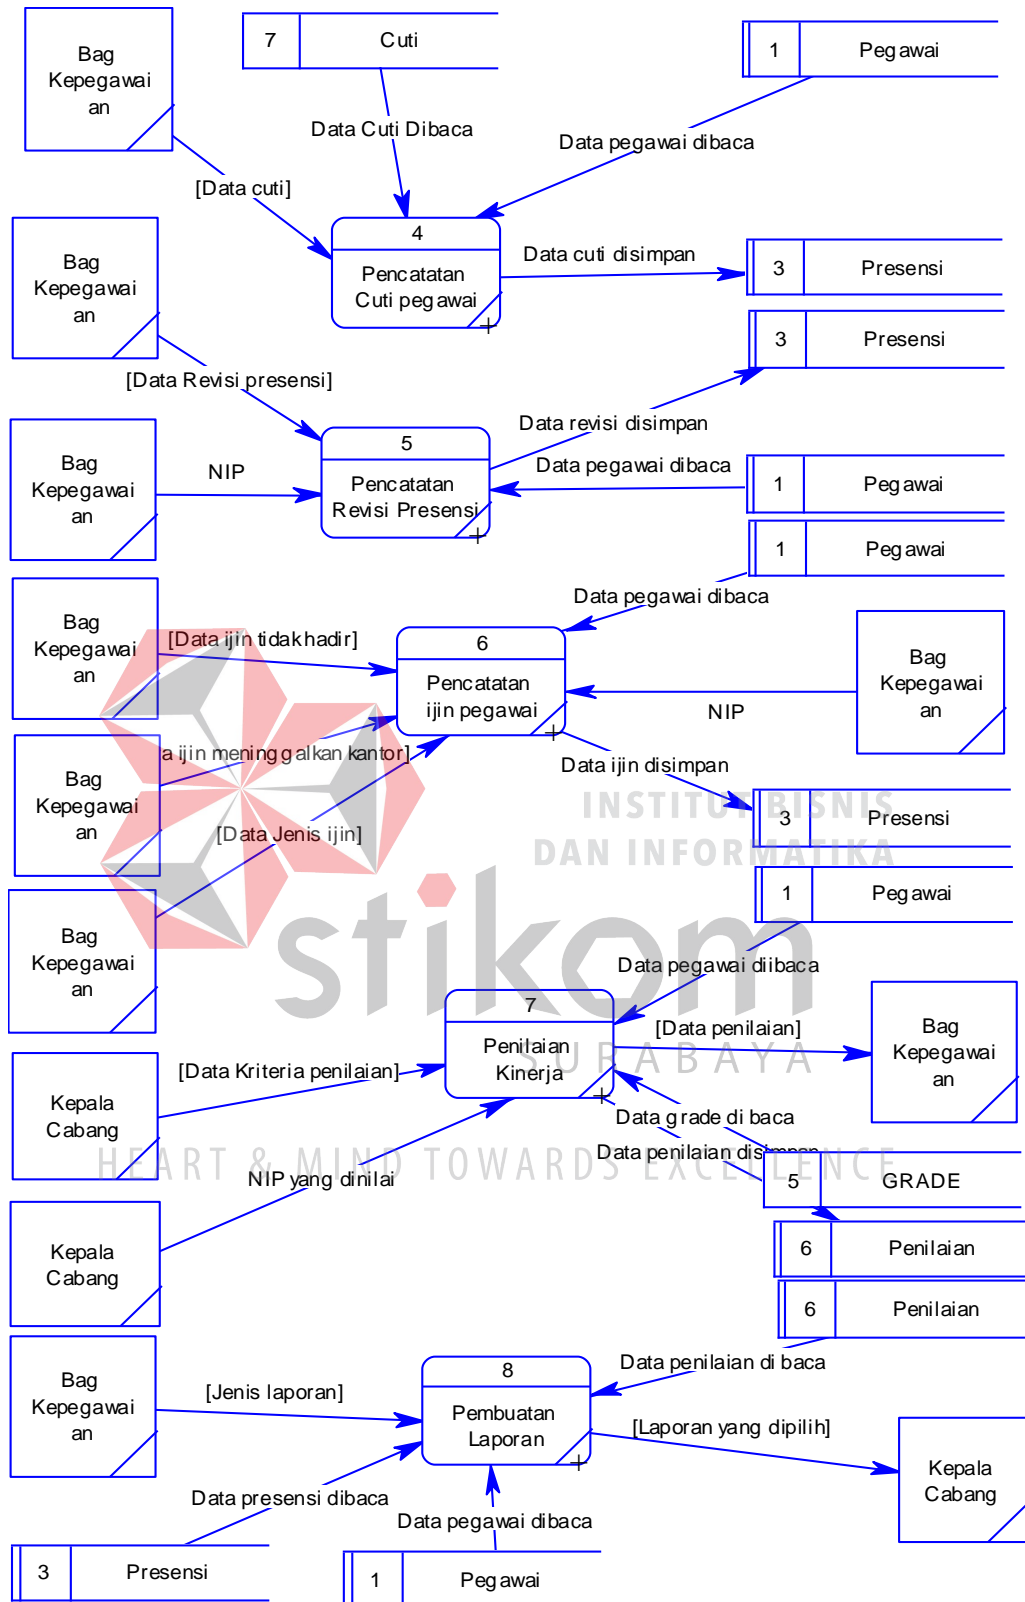 Bag
Kepegawai
an
7 Cuti
1 Pegawai
Data Cuti Dibaca
Data pegawai dibaca
[Data cuti]
4
Pencatatan
Cuti pegawai
Data cuti disimpan
3 Presensi
Bag
Kepegawai
an
3 Presensi
[Data Revisi presensi]
Data revisi disimpan
Bag
Kepegawai
an
NIP
5
Pencatatan
Revisi Presensi
Data pegawai dibaca
1 Pegawai
1 Pegawai
Data pegawai dibaca
Bag
Kepegawai
an
[Data ijin tidak hadir]
6
Pencatatan
ijin pegawai
NIP
Bag
Kepegawai
an
Bag
Kepegawai
an
a ijin meninggalkan kantor]
Data ijin disimpan
INSTITUT BISNIS
DAN INFORMATIKA
3 Presensi
[Data Jenis ijin]
1 Pegawai
Bag
Kepegawai
an
stikom
SURABAYA
Data pegawai diibaca
7
Penilaian
Kinerja
[Data penilaian]
Bag
Kepegawai
an
[Data Kriteria penilaian]
Kepala
Cabang
Data grade di baca
Data penilaian disimpan
HEART & MIND TOWARDS EXCELLENCE
NIP yang dinilai
5 GRADE
Kepala
Cabang
6 Penilaian
6 Penilaian
Bag
Kepegawai
an
[Jenis laporan]
8
Pembuatan
Laporan
Data penilaian di baca
[Laporan yang dipilih]
Kepala
Cabang
Data presensi dibaca
Data pegawai dibaca
3 Presensi
1 Pegawai